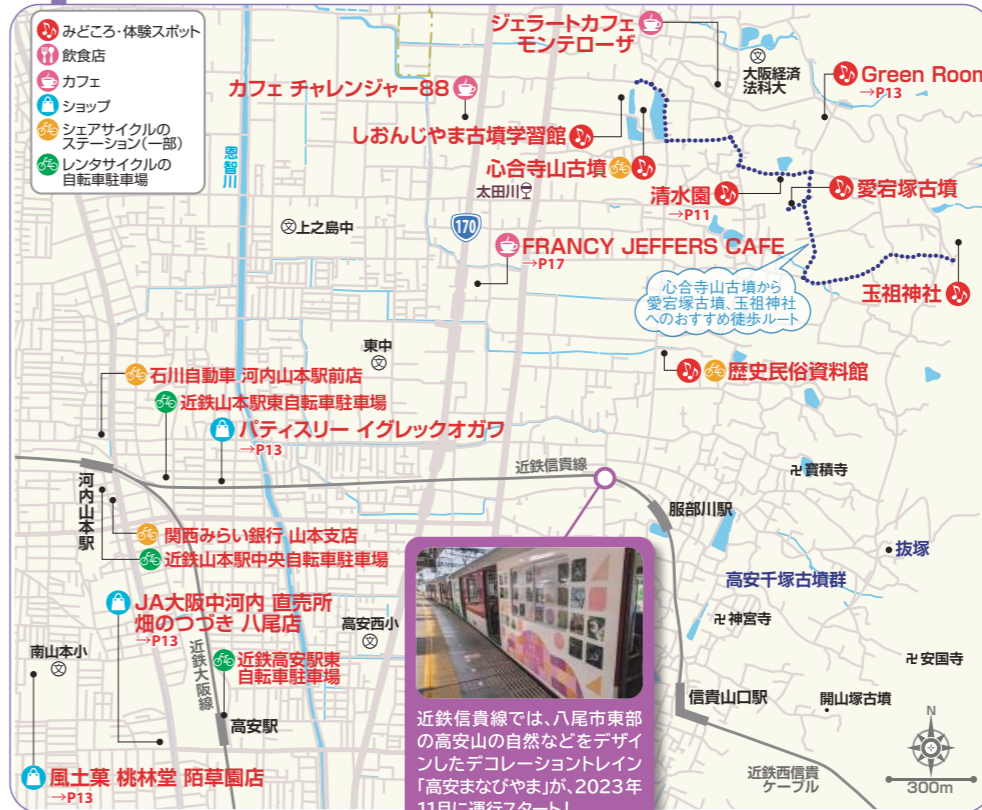 みどころ・体験スポット
飲食店
カフェ
ショップ
シェアサイクルの
ステーション(一部)
レンタサイクルの
自転車駐車場
ジェラートカフェ
モンテローザ
文
大阪経済
法科大
Green Room
→P13
カフェ チャレンジャー88
しおんじやま古墳学習館
心合寺山古墳
恩智川
太田川
170
文上之島中
清水園
→P11
愛宕塚古墳
FRANCY JEFFERS CAFE
→P17
心合寺山古墳から
愛宕塚古墳、玉祖神社
へのおすすめ徒歩ルート
玉祖神社
東中
文
歴史民俗資料館
石川自動車 河内山本駅前店
近鉄山本駅東自転車駐車場
パティスリー イグレックオガワ
→P13
近鉄信貴線
河内山本駅
服部川駅
卍寶積寺
関西みらい銀行 山本支店
近鉄山本駅中央自転車駐車場
抜塚
高安千塚古墳群
JA大阪中河内 直売所
畑のつづき 八尾店
→P13
高安西小
文
卍神宮寺
南山本小
文
近鉄大阪線
近鉄高安駅東
自転車駐車場
卍安国寺
高安駅
信貴山口駅
開山塚古墳
近鉄信貴線では、八尾市東部
の高安山の自然などをデザイ
ンしたデコレーショントレイン
「高安まなびやま」が、2023年
11月に運行スタート!
風土菓 桃林堂 陌草園店
→P13
近鉄西信貴
ケーブル
N
300m